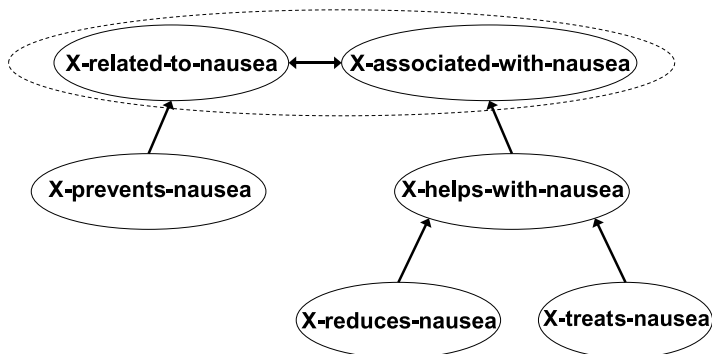 X-related-to-nausea
X-associated-with-nausea
X-prevents-nausea
X-helps-with-nausea
X-reduces-nausea
X-treats-nausea